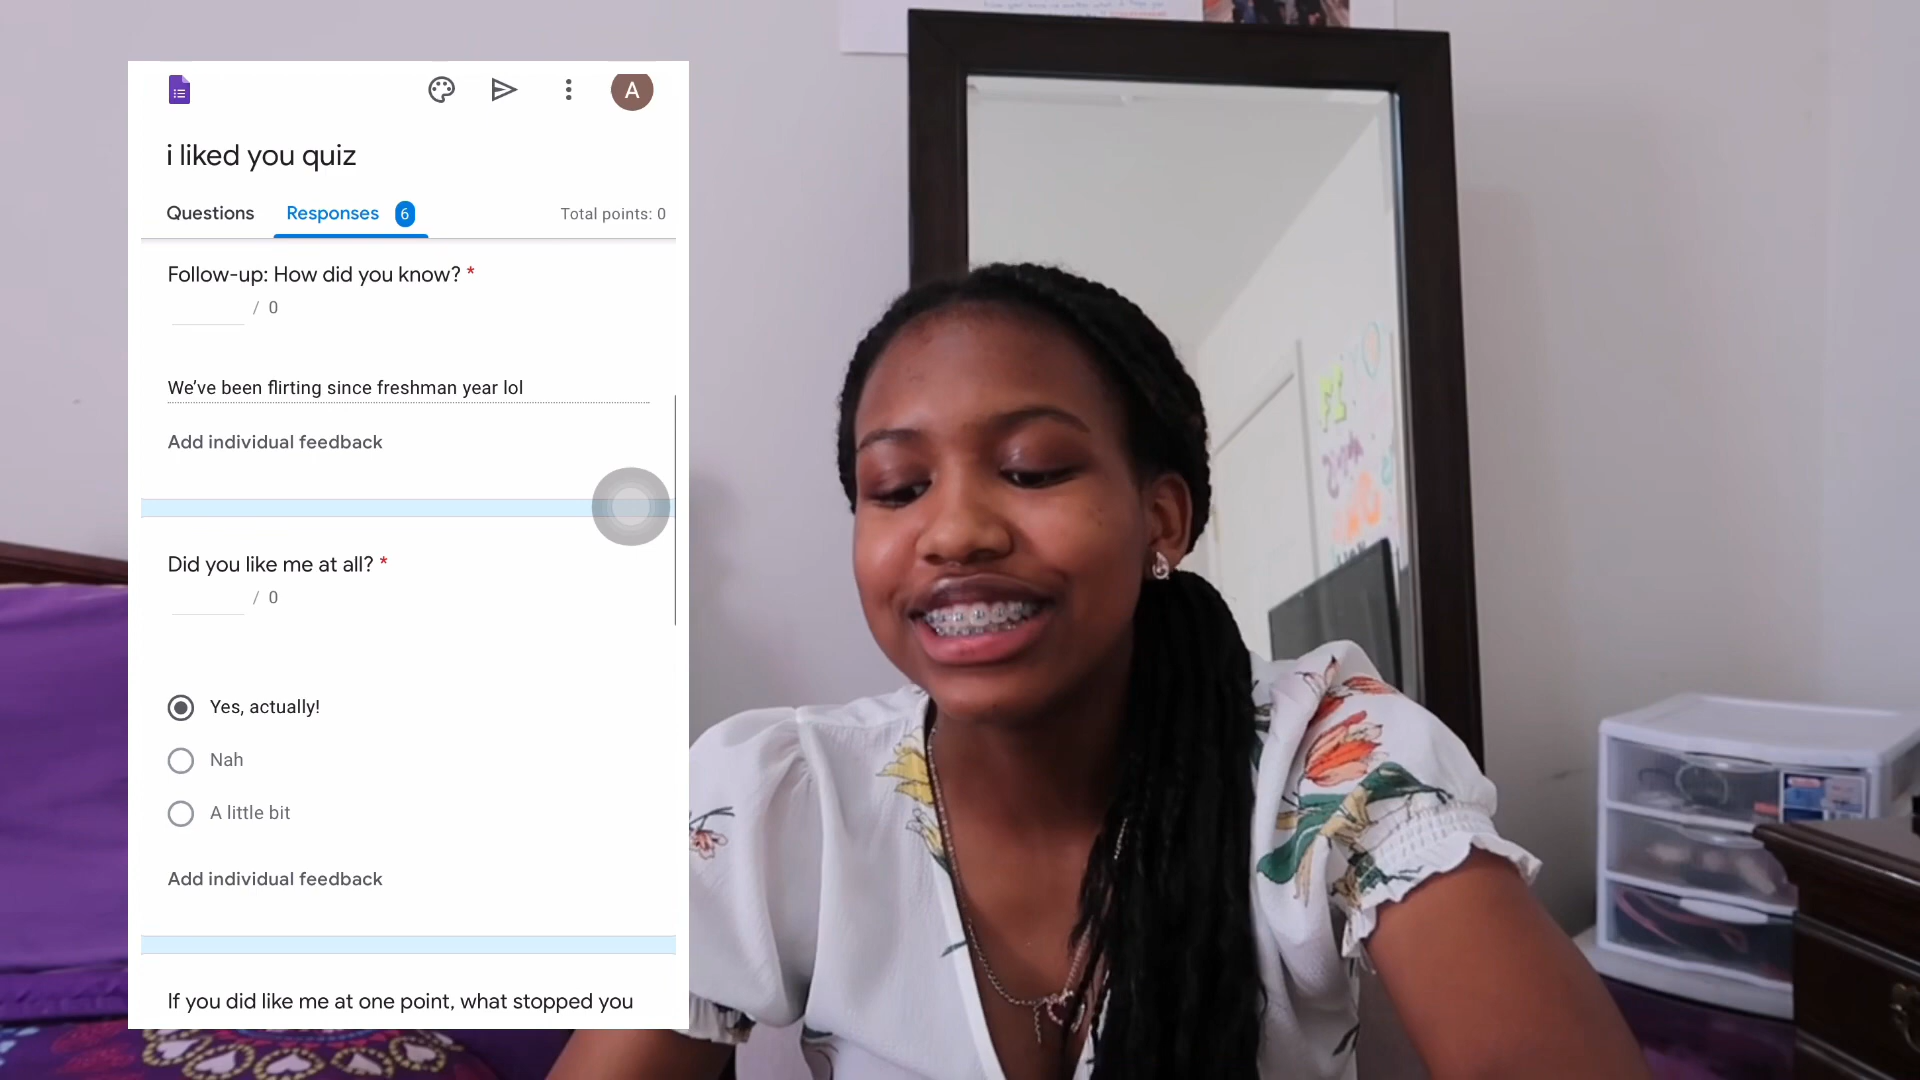 A
i liked you quiz
Questions Responses 6 Total points: 0
Follow-up: How did you know? *
/ 0
We've been flirting since freshman year lol
Add individual feedback
Did you like me at all? *
/ 0
Yes, actually!
Nah
A little bit
Add individual feedback
If you did like me at one point, what stopped you